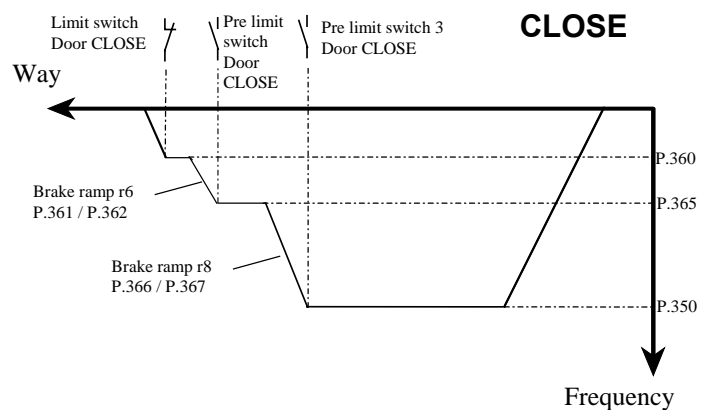 Limit switch
Door CLOSE
Pre limit
switch
Door
CLOSE
Pre limit switch 3
Door CLOSE
CLOSE
Way
P.360
Brake ramp r6
P.361 / P.362
P.365
Brake ramp r8
P.366 / P.367
P.350
Frequency